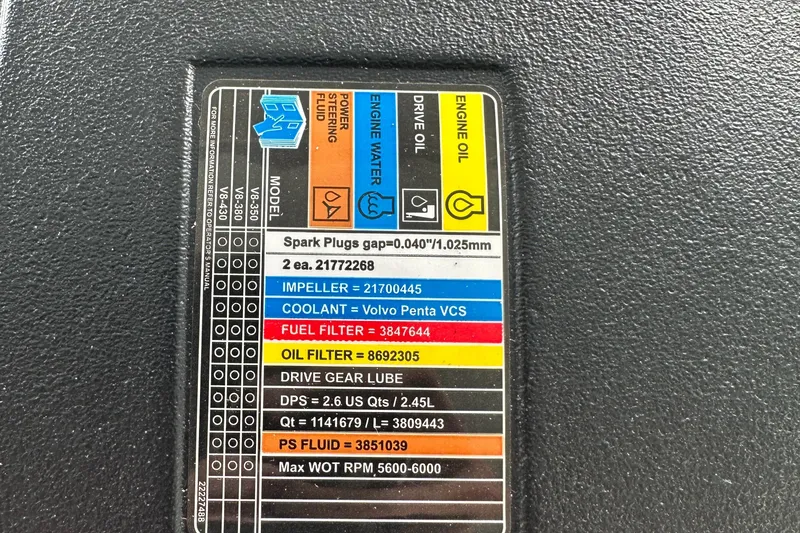 ENGINE OIL
DRIVE OIL
ENGINE WATER
POWER
STEERING
FLUID
MODEL
V8-350
V8-380
V8-430
FOR MORE INFORMATION REFER TO OPERATOR'S MANUAL
Spark Plugs gap=0.040"/1.025mm
2 ea. 21772268
IMPELLER = 21700445
COOLANT = Volvo Penta VCS
FUEL FILTER = 3847644
OIL FILTER = 8692305
DRIVE GEAR LUBE
DPS = 2.6 US Qts / 2.45L
Qt = 1141679 / L= 3809443
PS FLUID = 3851039
Max WOT RPM 5600-6000
22227488